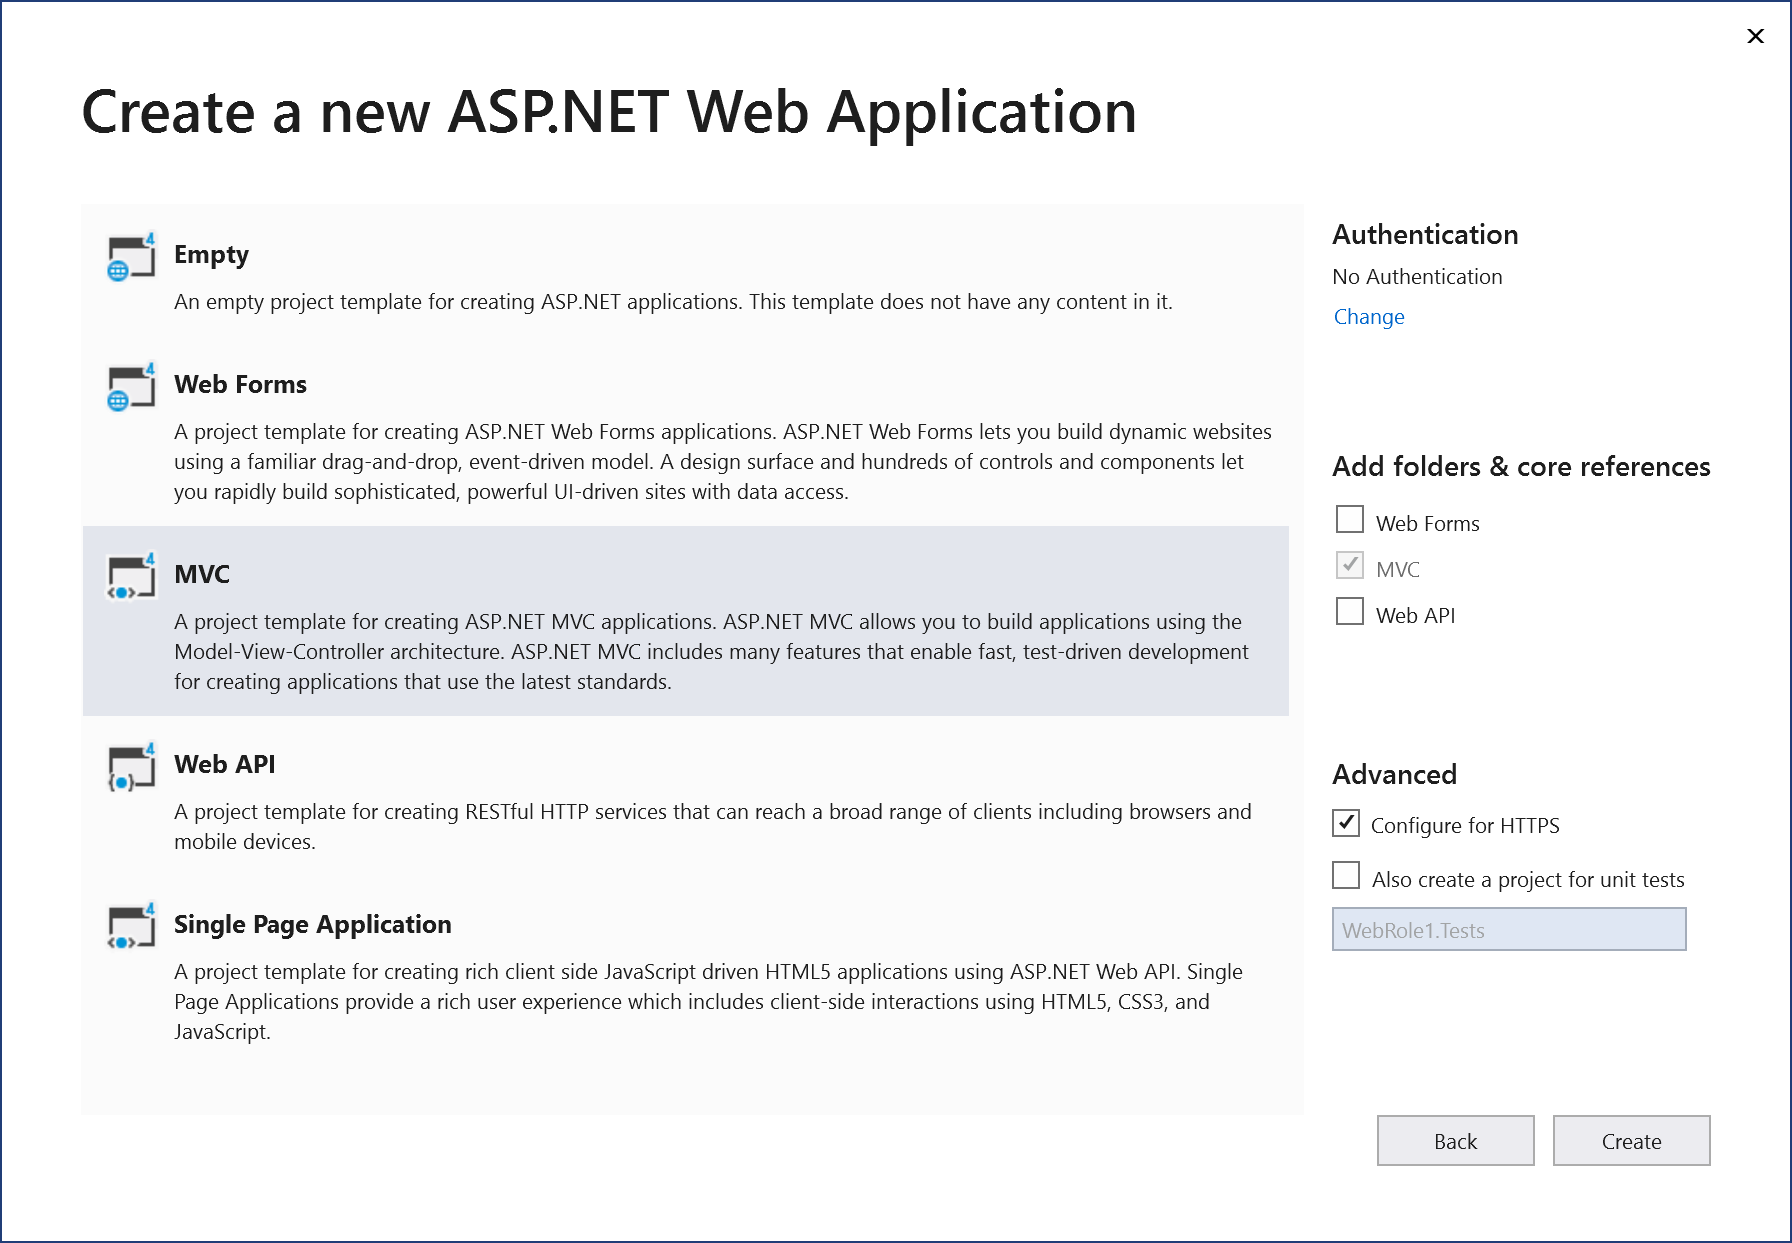 Create a new ASP.NET Web Application
4
Empty
An empty project template for creating ASP.NET applications. This template does not have any content in it.
4
Web Forms
A project template for creating ASP.NET Web Forms applications. ASP.NET Web Forms lets you build dynamic websites
using a familiar drag-and-drop, event-driven model. A design surface and hundreds of controls and components let
you rapidly build sophisticated, powerful UI-driven sites with data access.
4
MVC
A project template for creating ASP.NET MVC applications. ASP.NET MVC allows you to build applications using the
Model-View-Controller architecture. ASP.NET MVC includes many features that enable fast, test-driven development
for creating applications that use the latest standards.
4
Web API
A project template for creating RESTful HTTP services that can reach a broad range of clients including browsers and
mobile devices.
4
Single Page Application
A project template for creating rich client side JavaScript driven HTML5 applications using ASP.NET Web API. Single
Page Applications provide a rich user experience which includes client-side interactions using HTML5, CSS3, and
JavaScript.
Authentication
No Authentication
Change
Add folders & core references
Web Forms
MVC
Web API
Advanced
Configure for HTTPS
Also create a project for unit tests
WebRole1.Tests
Back
Create